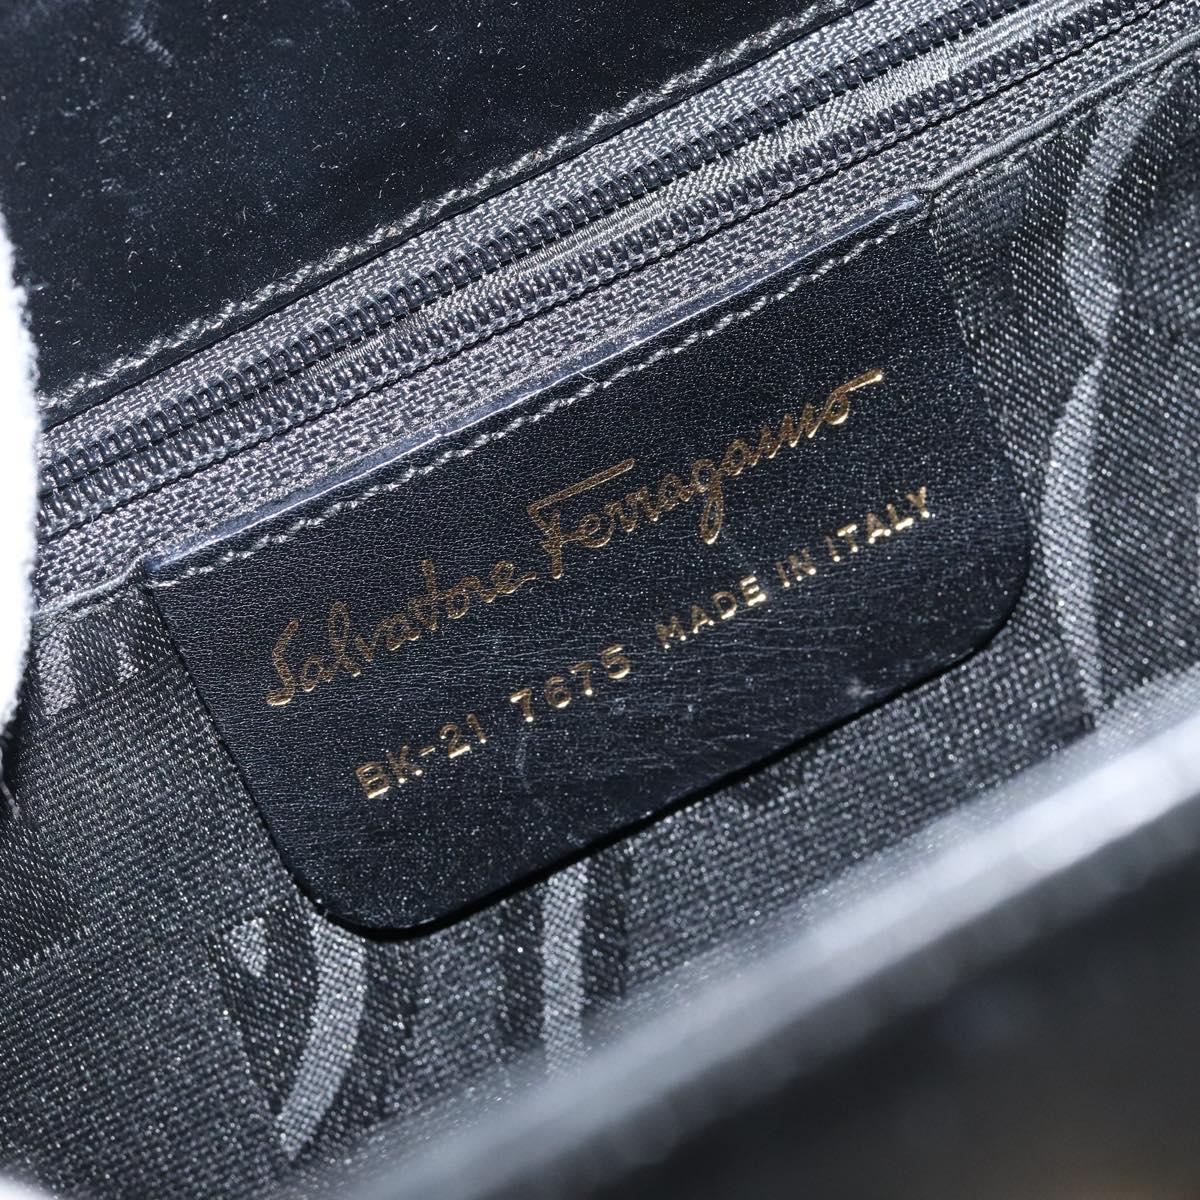 Salvatore Ferragamo
BK-21 7675 MADE IN ITALY